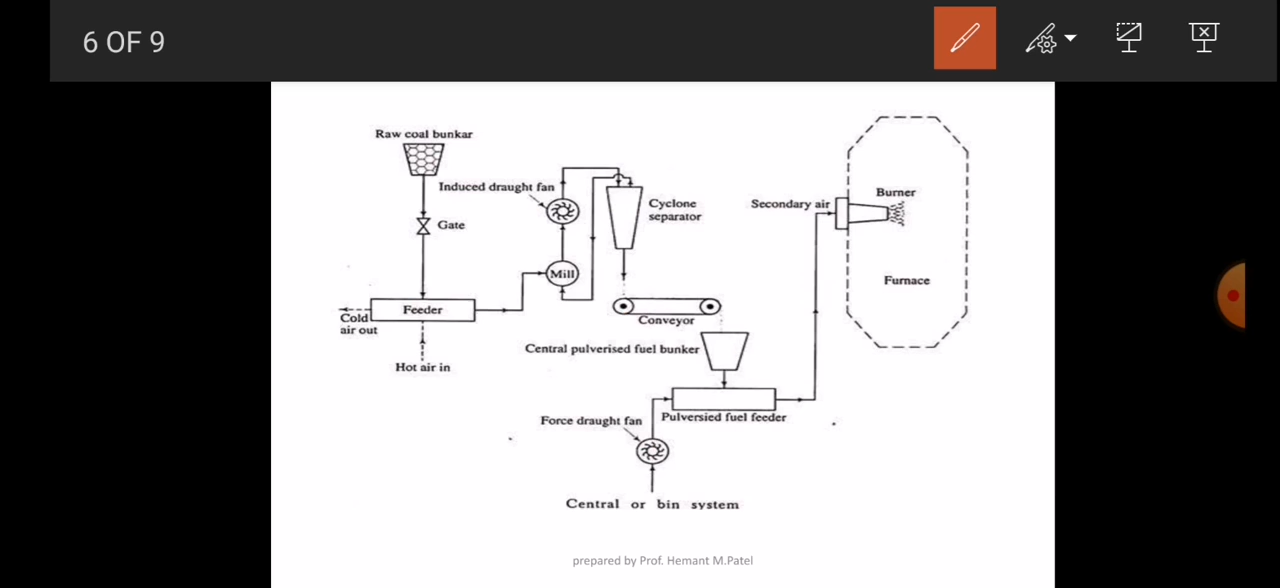 6 OF 9
Raw coal bunkar
Induced draught fan
Gate
Cyclone
separator
Secondary air
Burner
Mill
Furnace
Feeder
Cold
air out
Conveyor
Hot air in
Central pulverised fuel bunker
Force draught fan
Pulversied fuel feeder
Central or bin system
prepared by Prof. Hemant M.Patel